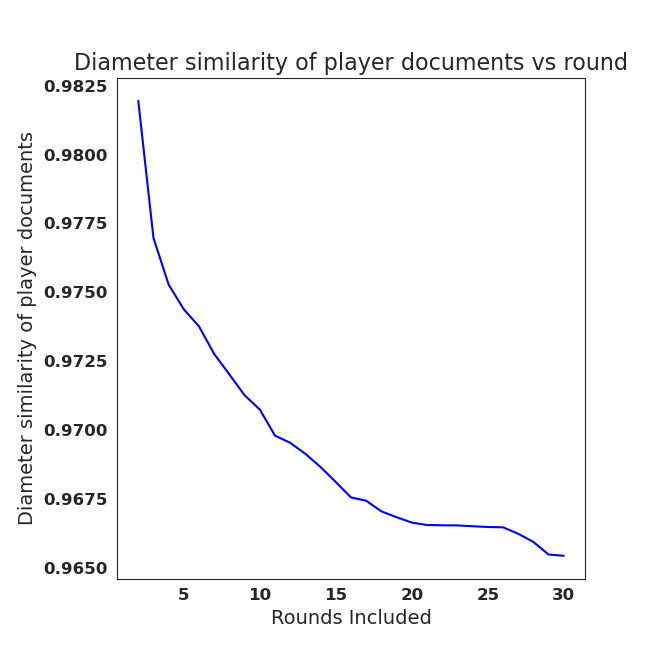 Diameter similarity of player documents vs round
Diameter similarity of player documents
0.9825
0.9800
0.9775
0.9750
0.9725
0.9700
0.9675
0.9650
5 10 15 20 25 30
Rounds Included